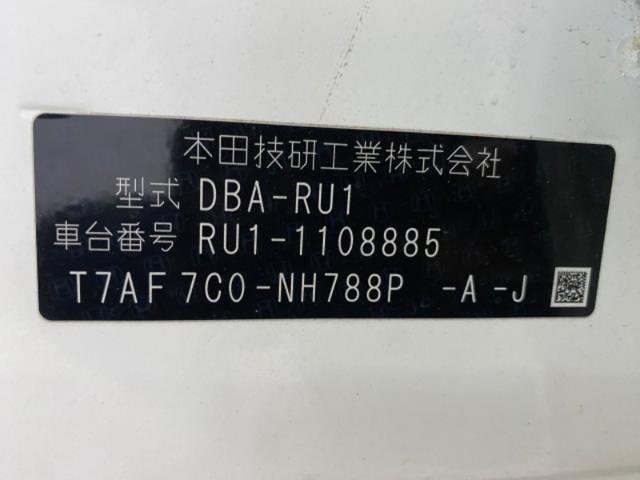 本田技研工業株式会社
型式 DBA-RU1
車台番号 RU1-1108885
T7AF7C0-NH788P -A-J